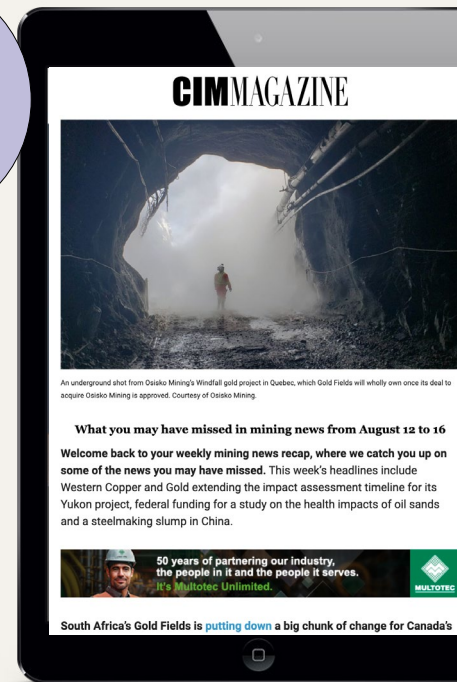 CIMMAGAZINE
An underground shot from Osisko Mining's Windfall gold project in Quebec, which Gold Fields will wholly own once its deal to
acquire Osisko Mining is approved. Courtesy of Osisko Mining.
What you may have missed in mining news from August 12 to 16
Welcome back to your weekly mining news recap, where we catch you up on
some of the news you may have missed. This week's headlines include
Western Copper and Gold extending the impact assessment timeline for its
Yukon project, federal funding for a study on the health impacts of oil sands
and a steelmaking slump in China.
50 years of partnering our industry,
the people in it and the people it serves.
It's Multotec Unlimited.
MULTOTEC
South Africa's Gold Fields is putting down a big chunk of change for Canada's